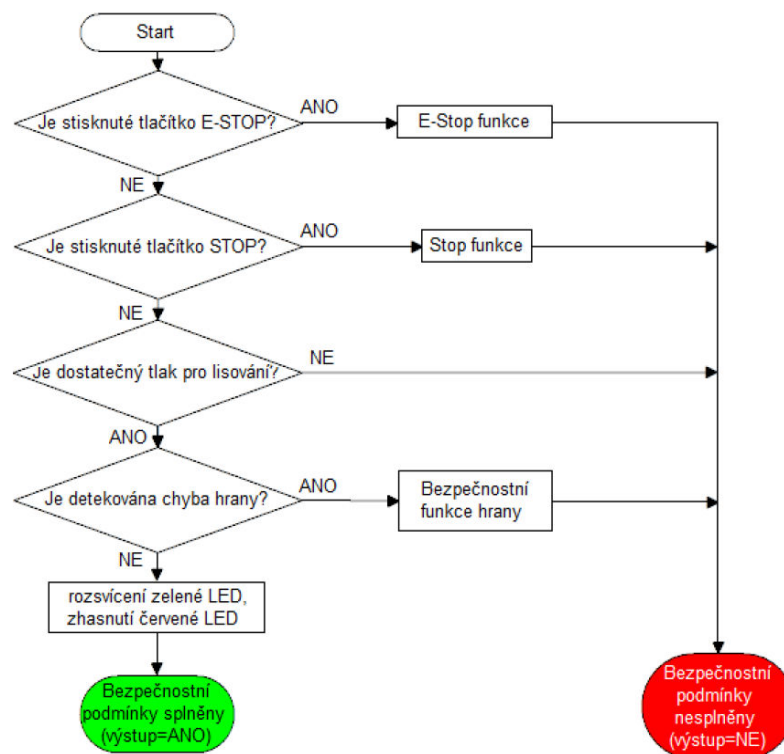 Start
Je stisknuté tlačítko E-STOP?
ANO
E-Stop funkce
NE
Je stisknuté tlačítko STOP?
ANO
Stop funkce
NE
Je dostatečný tlak pro lisování?
NE
ANO
Je detekována chyba hrany?
ANO
Bezpečnostní
funkce hrany
NE
rozsvícení zelené LED,
zhasnutí červené LED
Bezpečnostní
podmínky splněny
(výstup=ANO)
Bezpečnostní
podmínky
nesplněny
(výstup=NE)